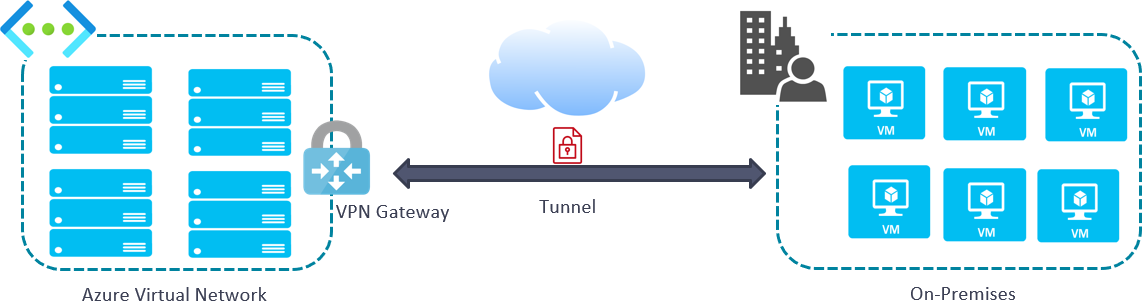 VM
VM
VM
VM
VM
VM
VPN Gateway
Tunnel
Azure Virtual Network
On-Premises